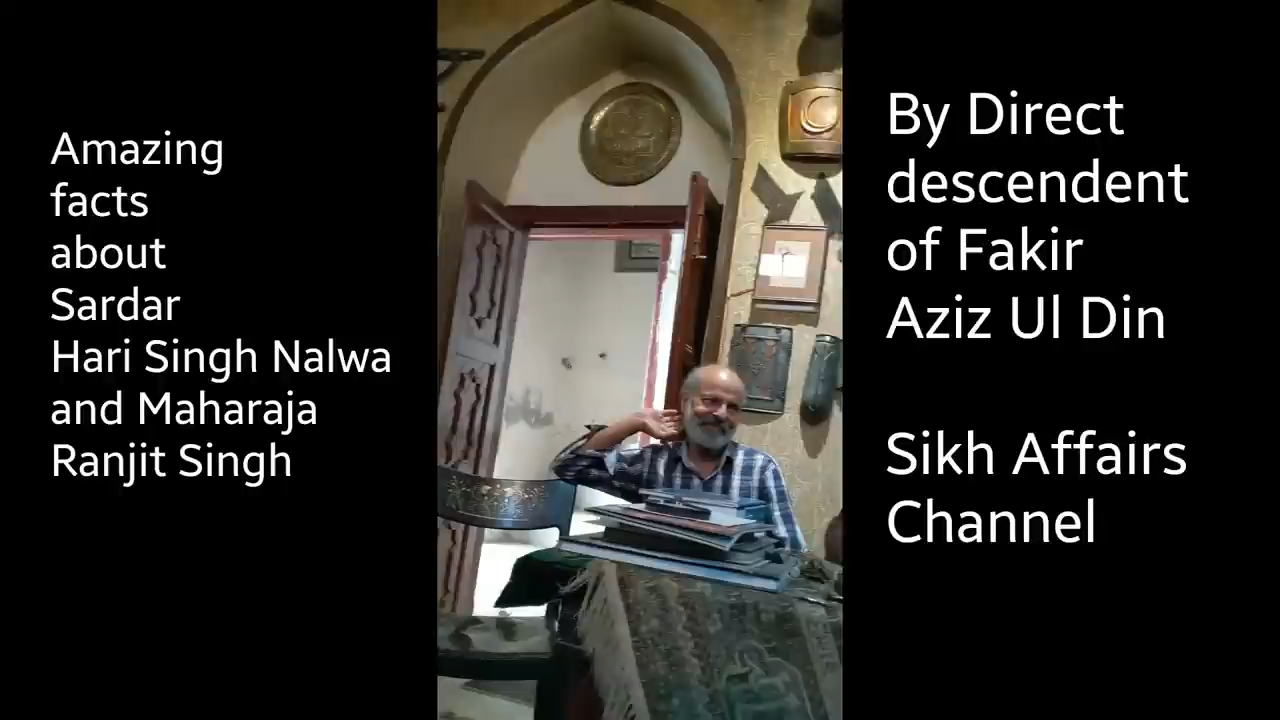 Amazing
facts
about
Sardar
Hari Singh Nalwa
and Maharaja
Ranjit Singh
By Direct
descendent
of Fakir
Aziz Ul Din
Sikh Affairs
Channel